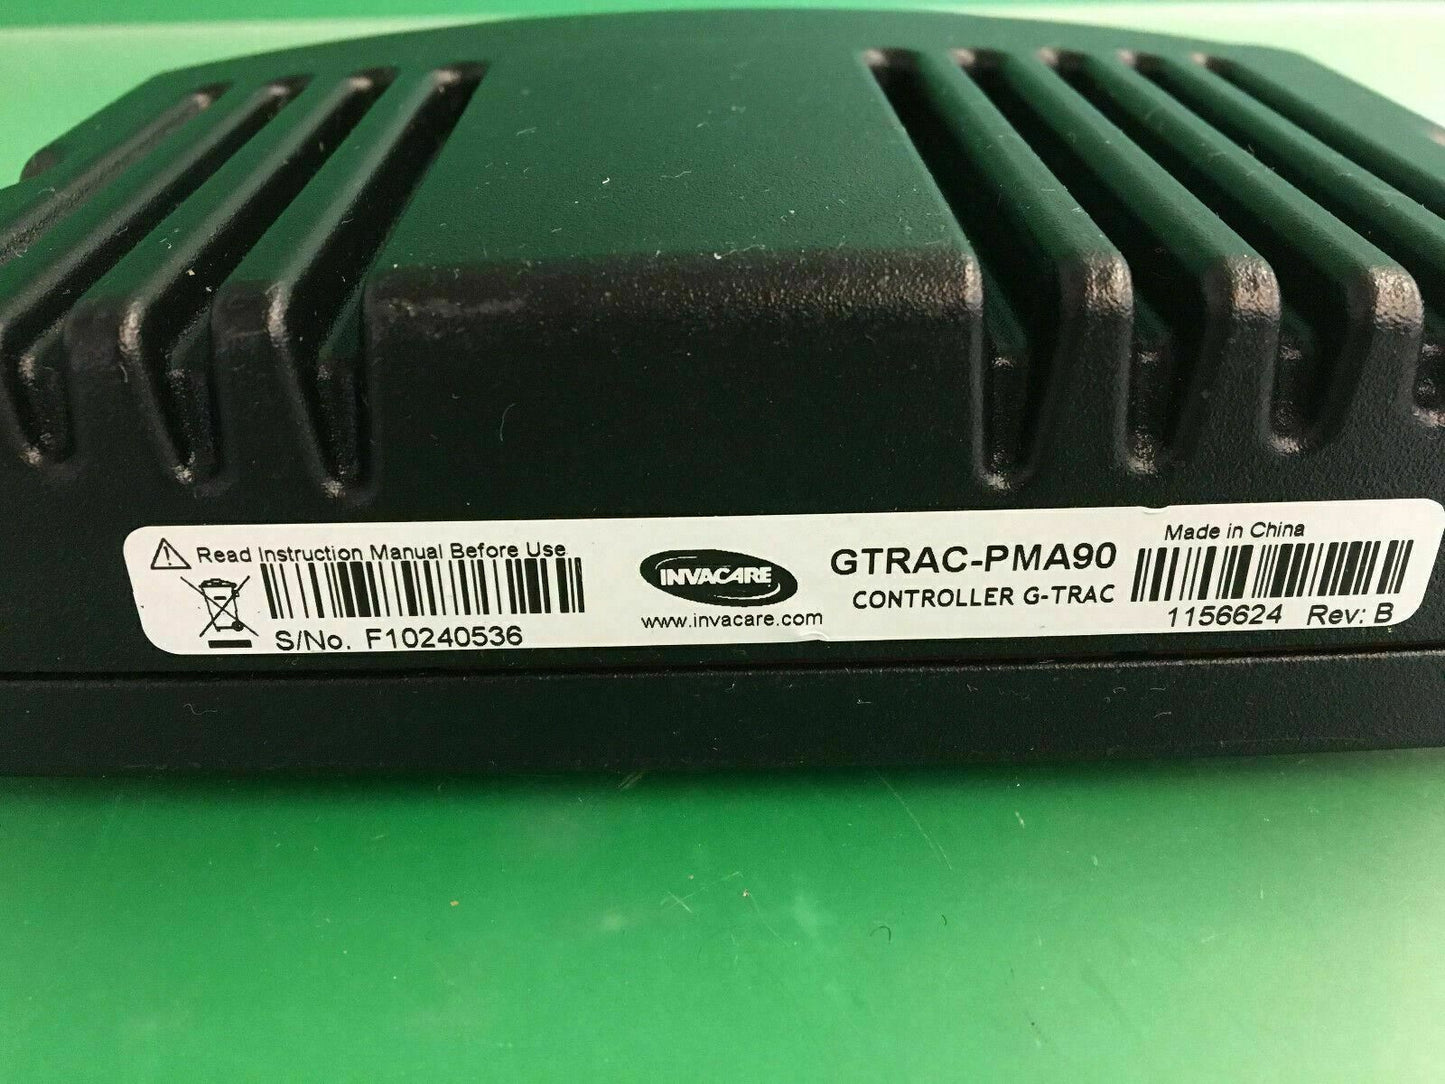 Read Instruction Manual Before Use
S/No. F10240536
INVACARE
www.invacare.com
GTRAC-PMA90
CONTROLLER G-TRAC
Made in China
1156624 Rev: B